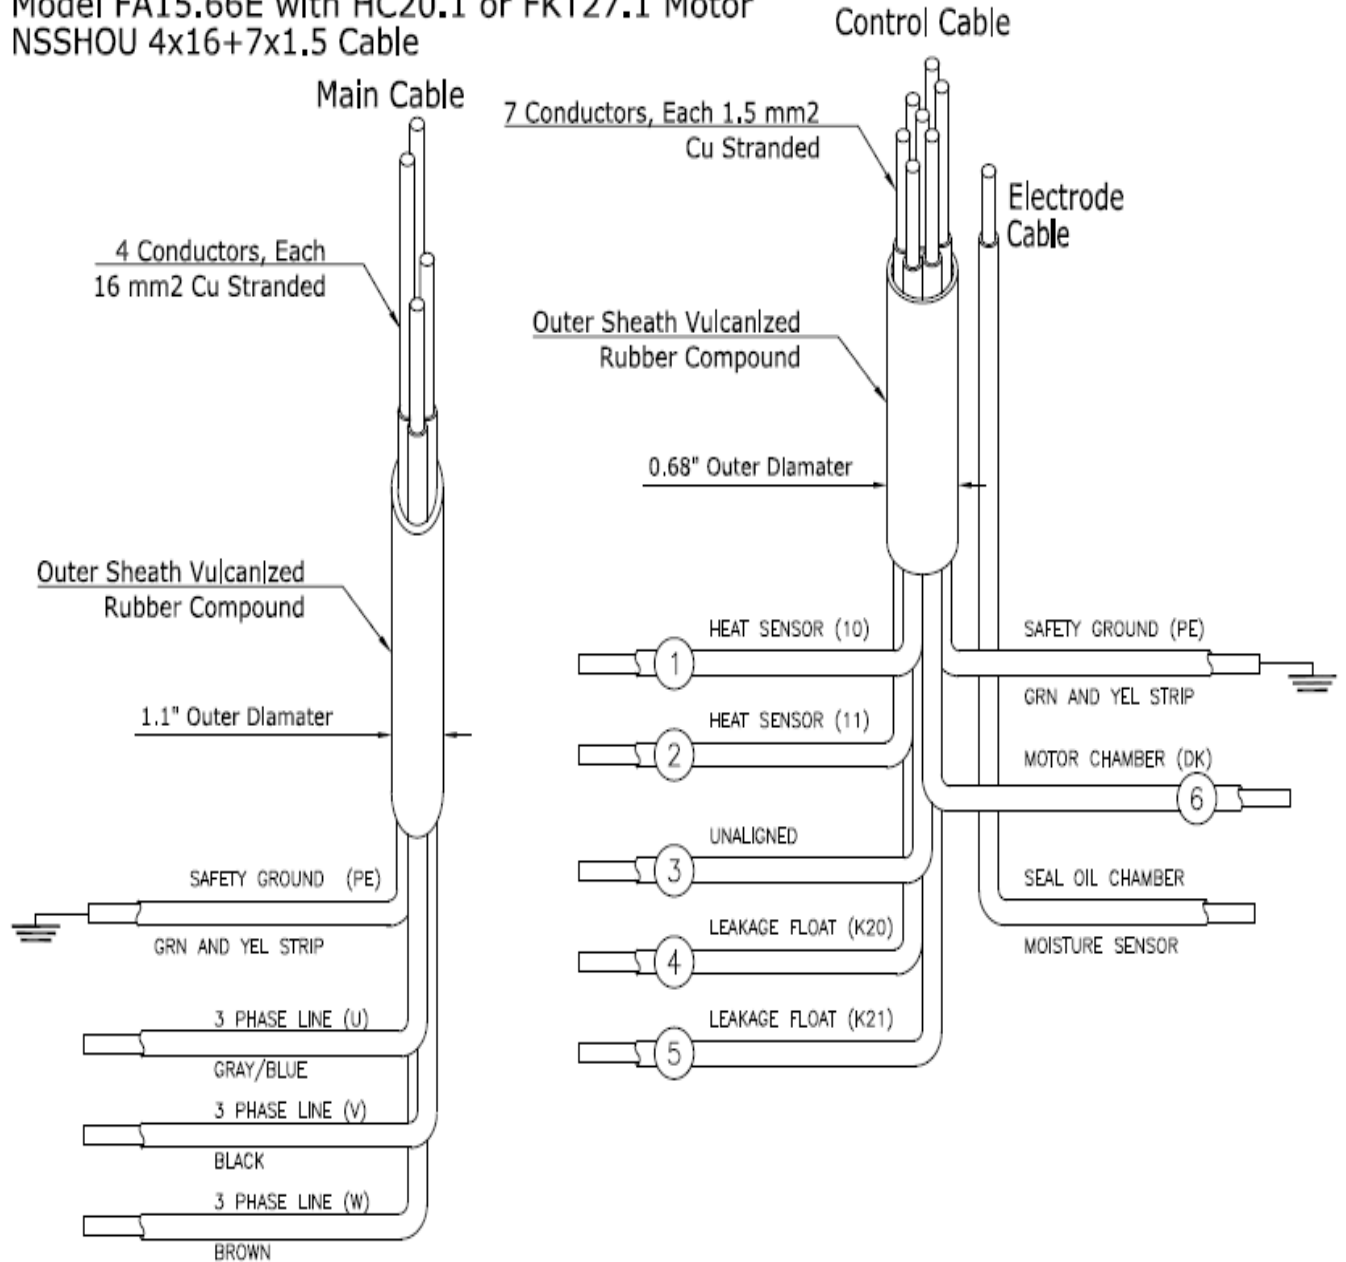 Model FA15.66E with HC20.1 or FKT27.1 Motor
NSSHOU 4x16+7x1.5 Cable
Main Cable
4 Conductors, Each
16 mm2 Cu Stranded
Outer Sheath Vulcanized
Rubber Compound
1.1" Outer Diamater
SAFETY GROUND (PE)
GRN AND YEL STRIP
3 PHASE LINE (U)
GRAY/BLUE
3 PHASE LINE (V)
BLACK
3 PHASE LINE (W)
BROWN
Control Cable
7 Conductors, Each 1.5 mm2
Cu Stranded
Electrode
Cable
Outer Sheath Vulcanized
Rubber Compound
0.68" Outer Diamater
HEAT SENSOR (10)
1
HEAT SENSOR (11)
2
UNALIGNED
3
LEAKAGE FLOAT (K20)
4
LEAKAGE FLOAT (K21)
5
SAFETY GROUND (PE)
GRN AND YEL STRIP
MOTOR CHAMBER (DK)
6
SEAL OIL CHAMBER
MOISTURE SENSOR